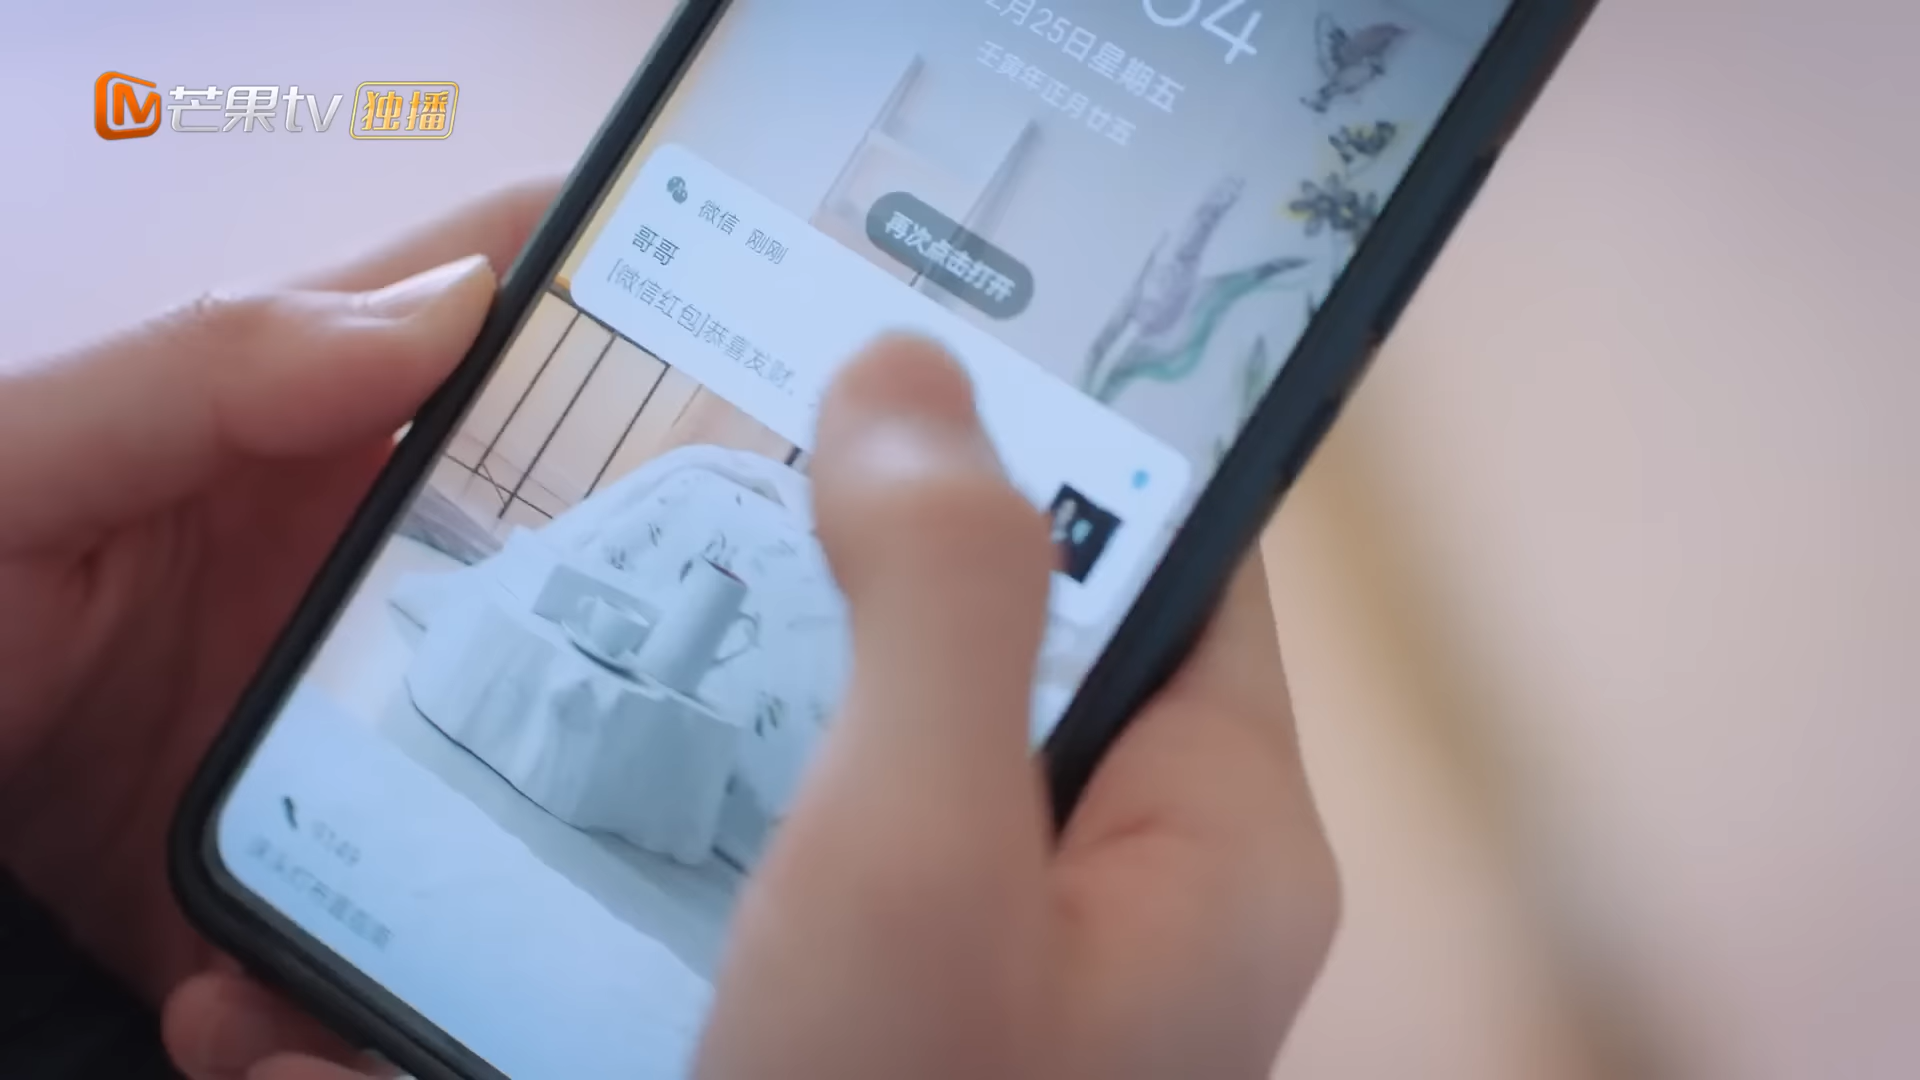 芒果tv 独播
月25日星期五
壬寅年正月廿五
再次点击打开
微信 刚刚
哥哥
[微信红包]恭喜发财,